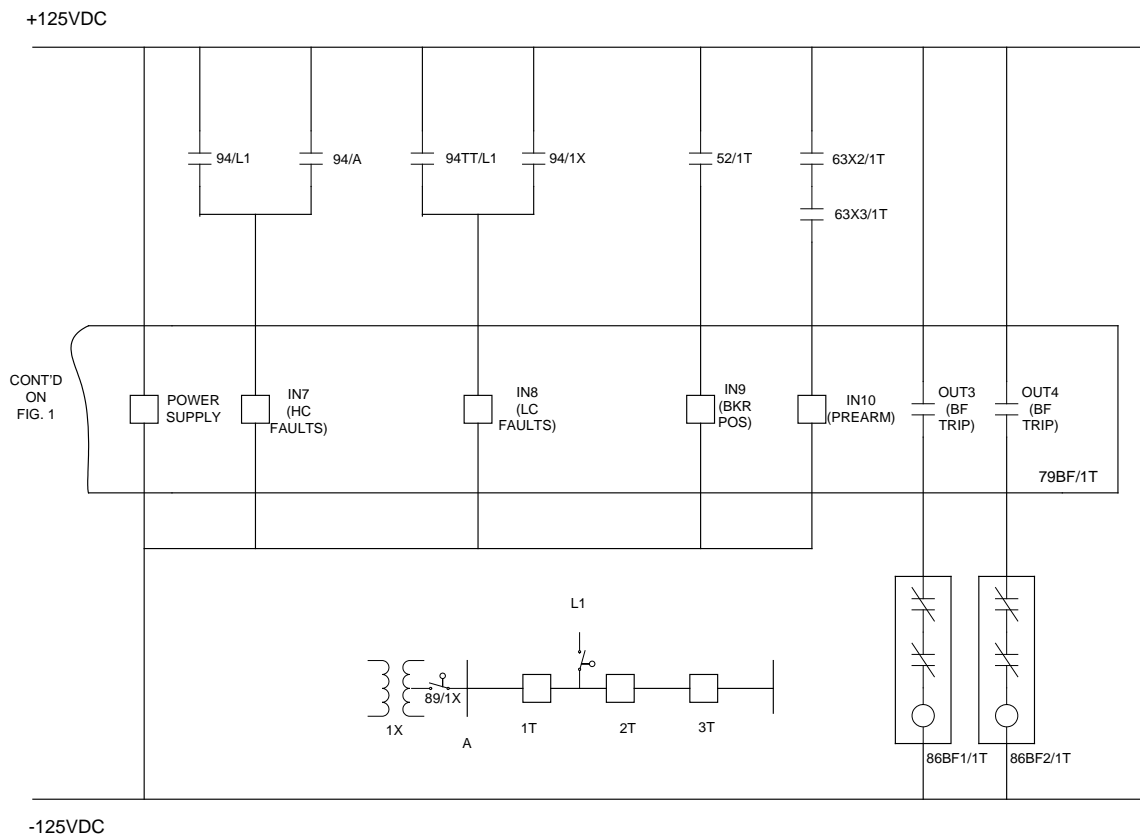 +125VDC
94/L1
94/A
94TT/L1
94/1X
52/1T
63X2/1T
63X3/1T
CONT'D
ON
FIG. 1
POWER
SUPPLY
IN7
(HC
FAULTS)
IN8
(LC
FAULTS)
IN9
(BKR
POS)
IN10
(PREARM)
OUT3
(BF
TRIP)
OUT4
(BF
TRIP)
79BF/1T
L1
89/1X
1X
A
1T
2T
3T
86BF1/1T
86BF2/1T
-125VDC